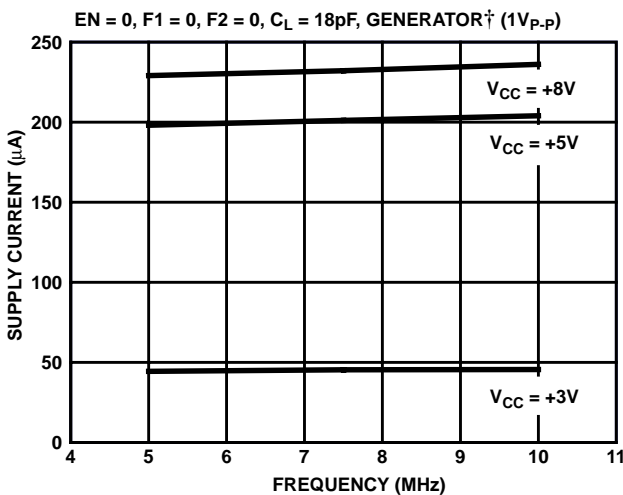 EN = 0, F1 = 0, F2 = 0, CL = 18pF, GENERATOR† (1VP-P)
250
200
150
100
50
0
SUPPLY CURRENT (µA)
VCC = +8V
VCC = +5V
VCC = +3V
4 5 6 7 8 9 10 11
FREQUENCY (MHz)